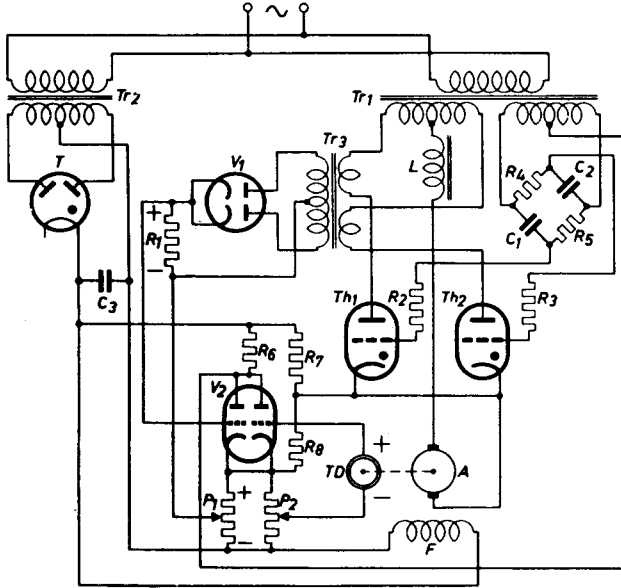 ~
Tr2
Tr1
Tr3
T
V1
L
R4
C2
C1
R5
+
R1
−
C3
Th1
R2
Th2
R3
R6
R7
V2
R8
+
TD
−
A
P1
+
−
P2
F